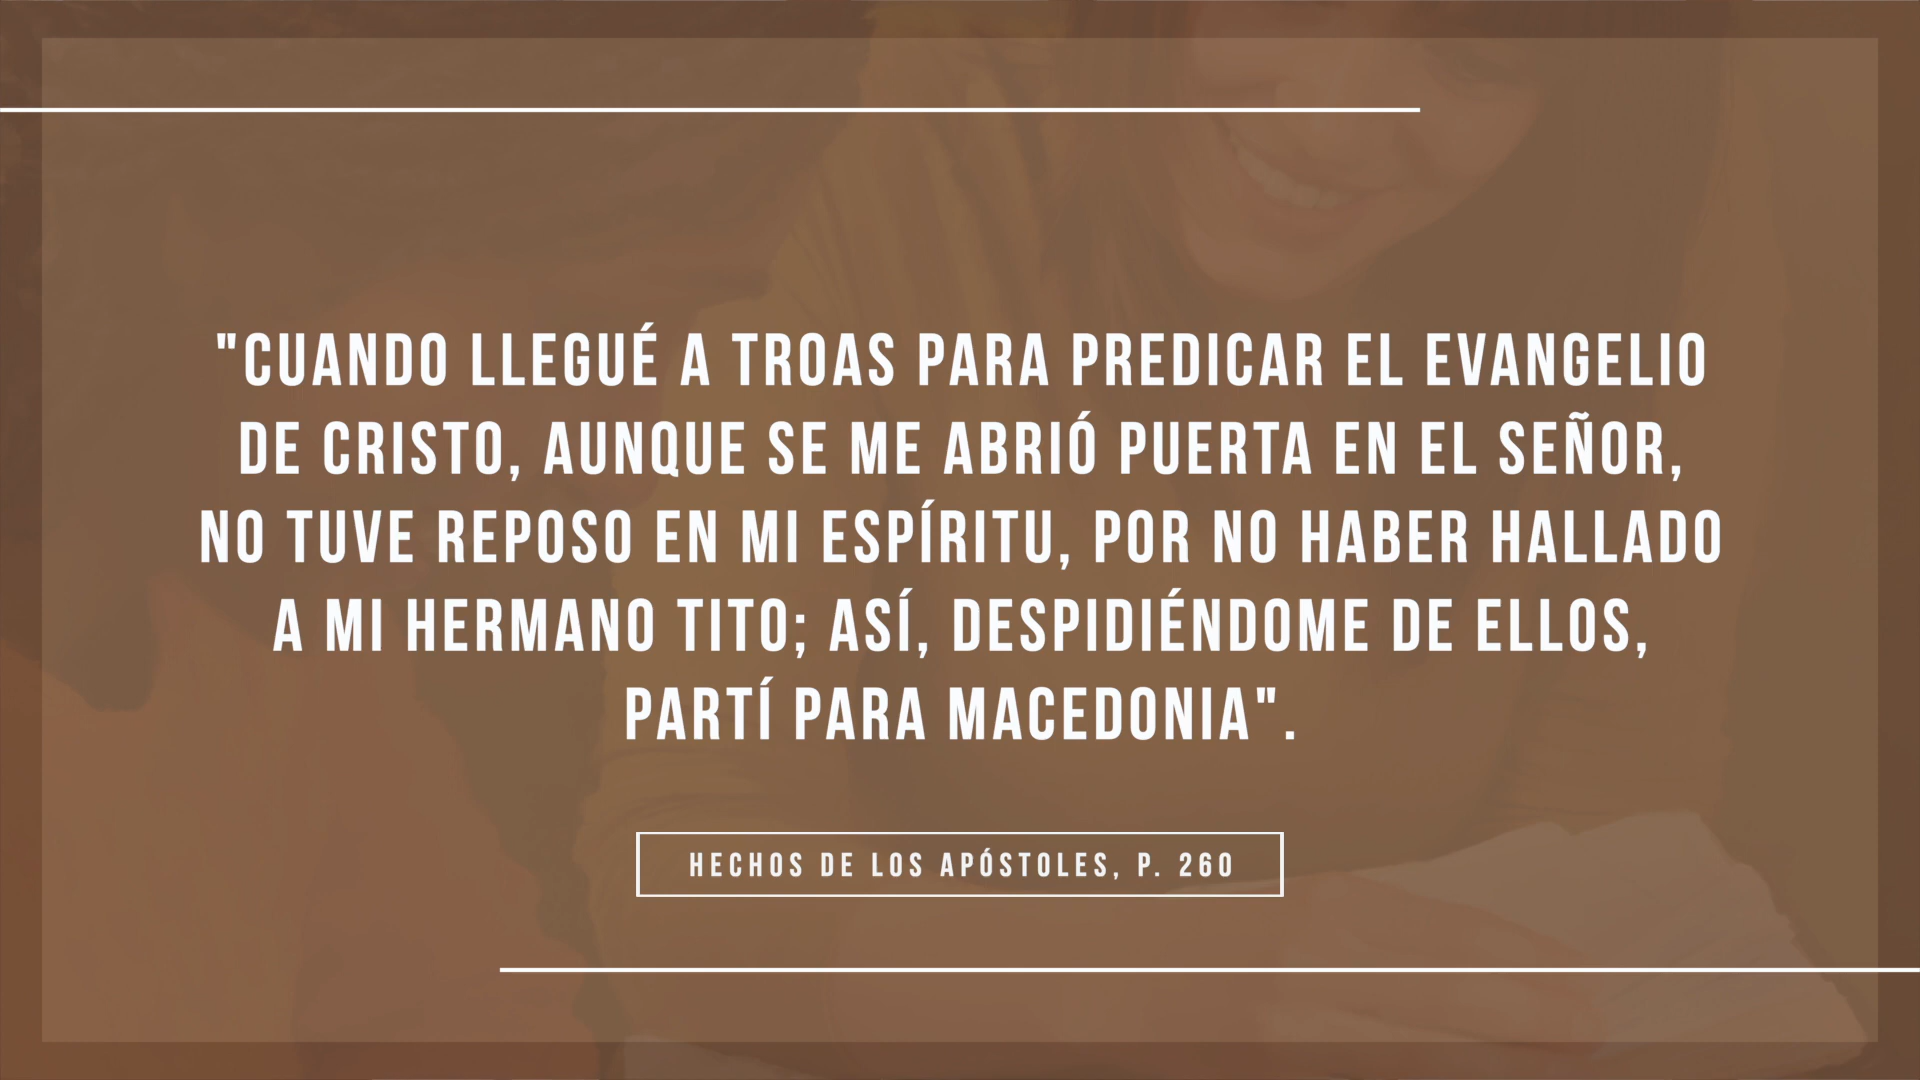 "CUANDO LLEGUÉ A TROAS PARA PREDICAR EL EVANGELIO
DE CRISTO, AUNQUE SE ME ABRIÓ PUERTA EN EL SEÑOR,
NO TUVE REPOSO EN MI ESPÍRITU, POR NO HABER HALLADO
A MI HERMANO TITO; ASÍ, DESPIDIÉNDOME DE ELLOS,
PARTÍ PARA MACEDONIA".
HECHOS DE LOS APÓSTOLES, P. 260